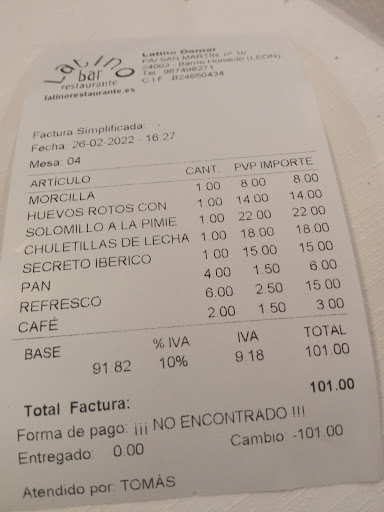 Latino
bar
restaurante
latinorestaurante.es
Latino Damar
PA/ SAN MARTIN, nº 10
24003 - Barrio Húmedo (LEON)
Tel. 987498271
C I F B24650434
Factura Simplificada:
Fecha: 26-02-2022 - 16:27
Mesa: 04
ARTÍCULO CANT. PVP IMPORTE
MORCILLA 1.00 8.00 8.00
HUEVOS ROTOS CON 1.00 14.00 14.00
SOLOMILLO A LA PIMIE 1.00 22.00 22.00
CHULETILLAS DE LECHA 1.00 18.00 18.00
SECRETO IBERICO 1.00 15.00 15.00
PAN 4.00 1.50 6.00
REFRESCO 6.00 2.50 15.00
CAFÉ 2.00 1.50 3.00
BASE % IVA IVA TOTAL
91.82 10% 9.18 101.00
Total Factura: 101.00
Forma de pago: ¡¡¡ NO ENCONTRADO !!!
Entregado: 0.00 Cambio: -101.00
Atendido por: TOMÁS